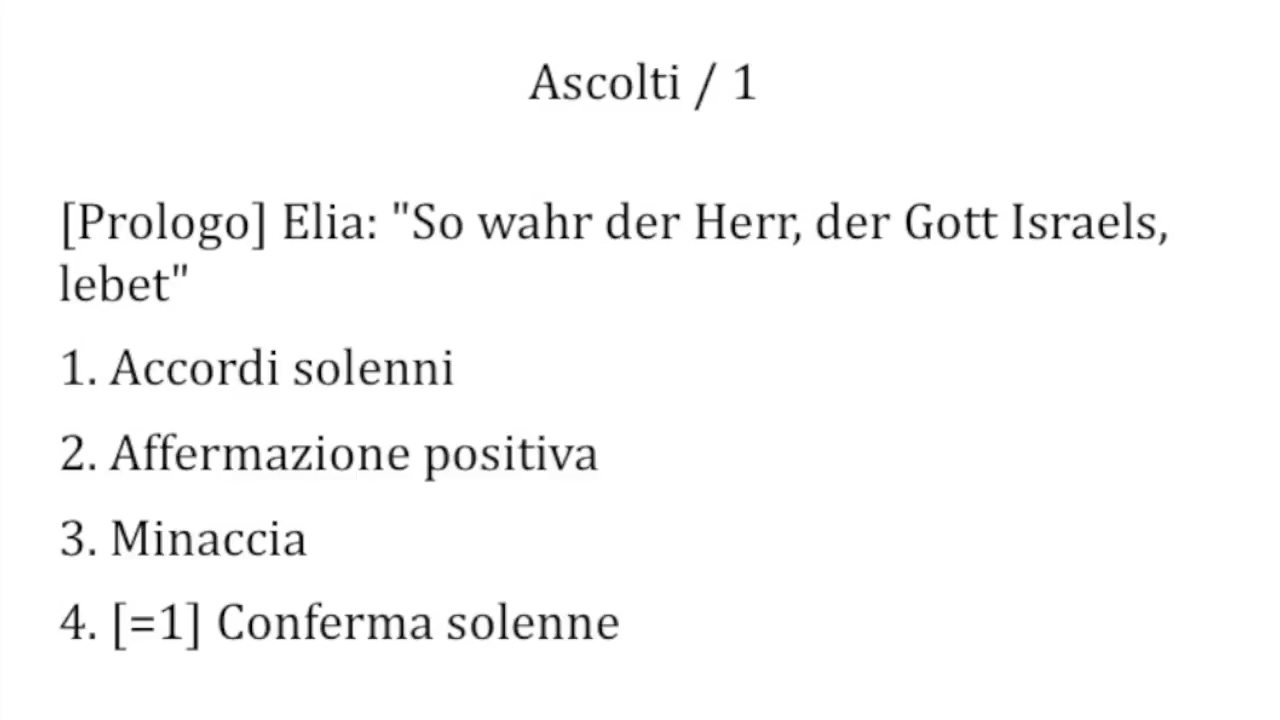 Ascolti / 1
[Prologo] Elia: "So wahr der Herr, der Gott Israels,
lebet"
1. Accordi solenni
2. Affermazione positiva
3. Minaccia
4. [=1] Conferma solenne